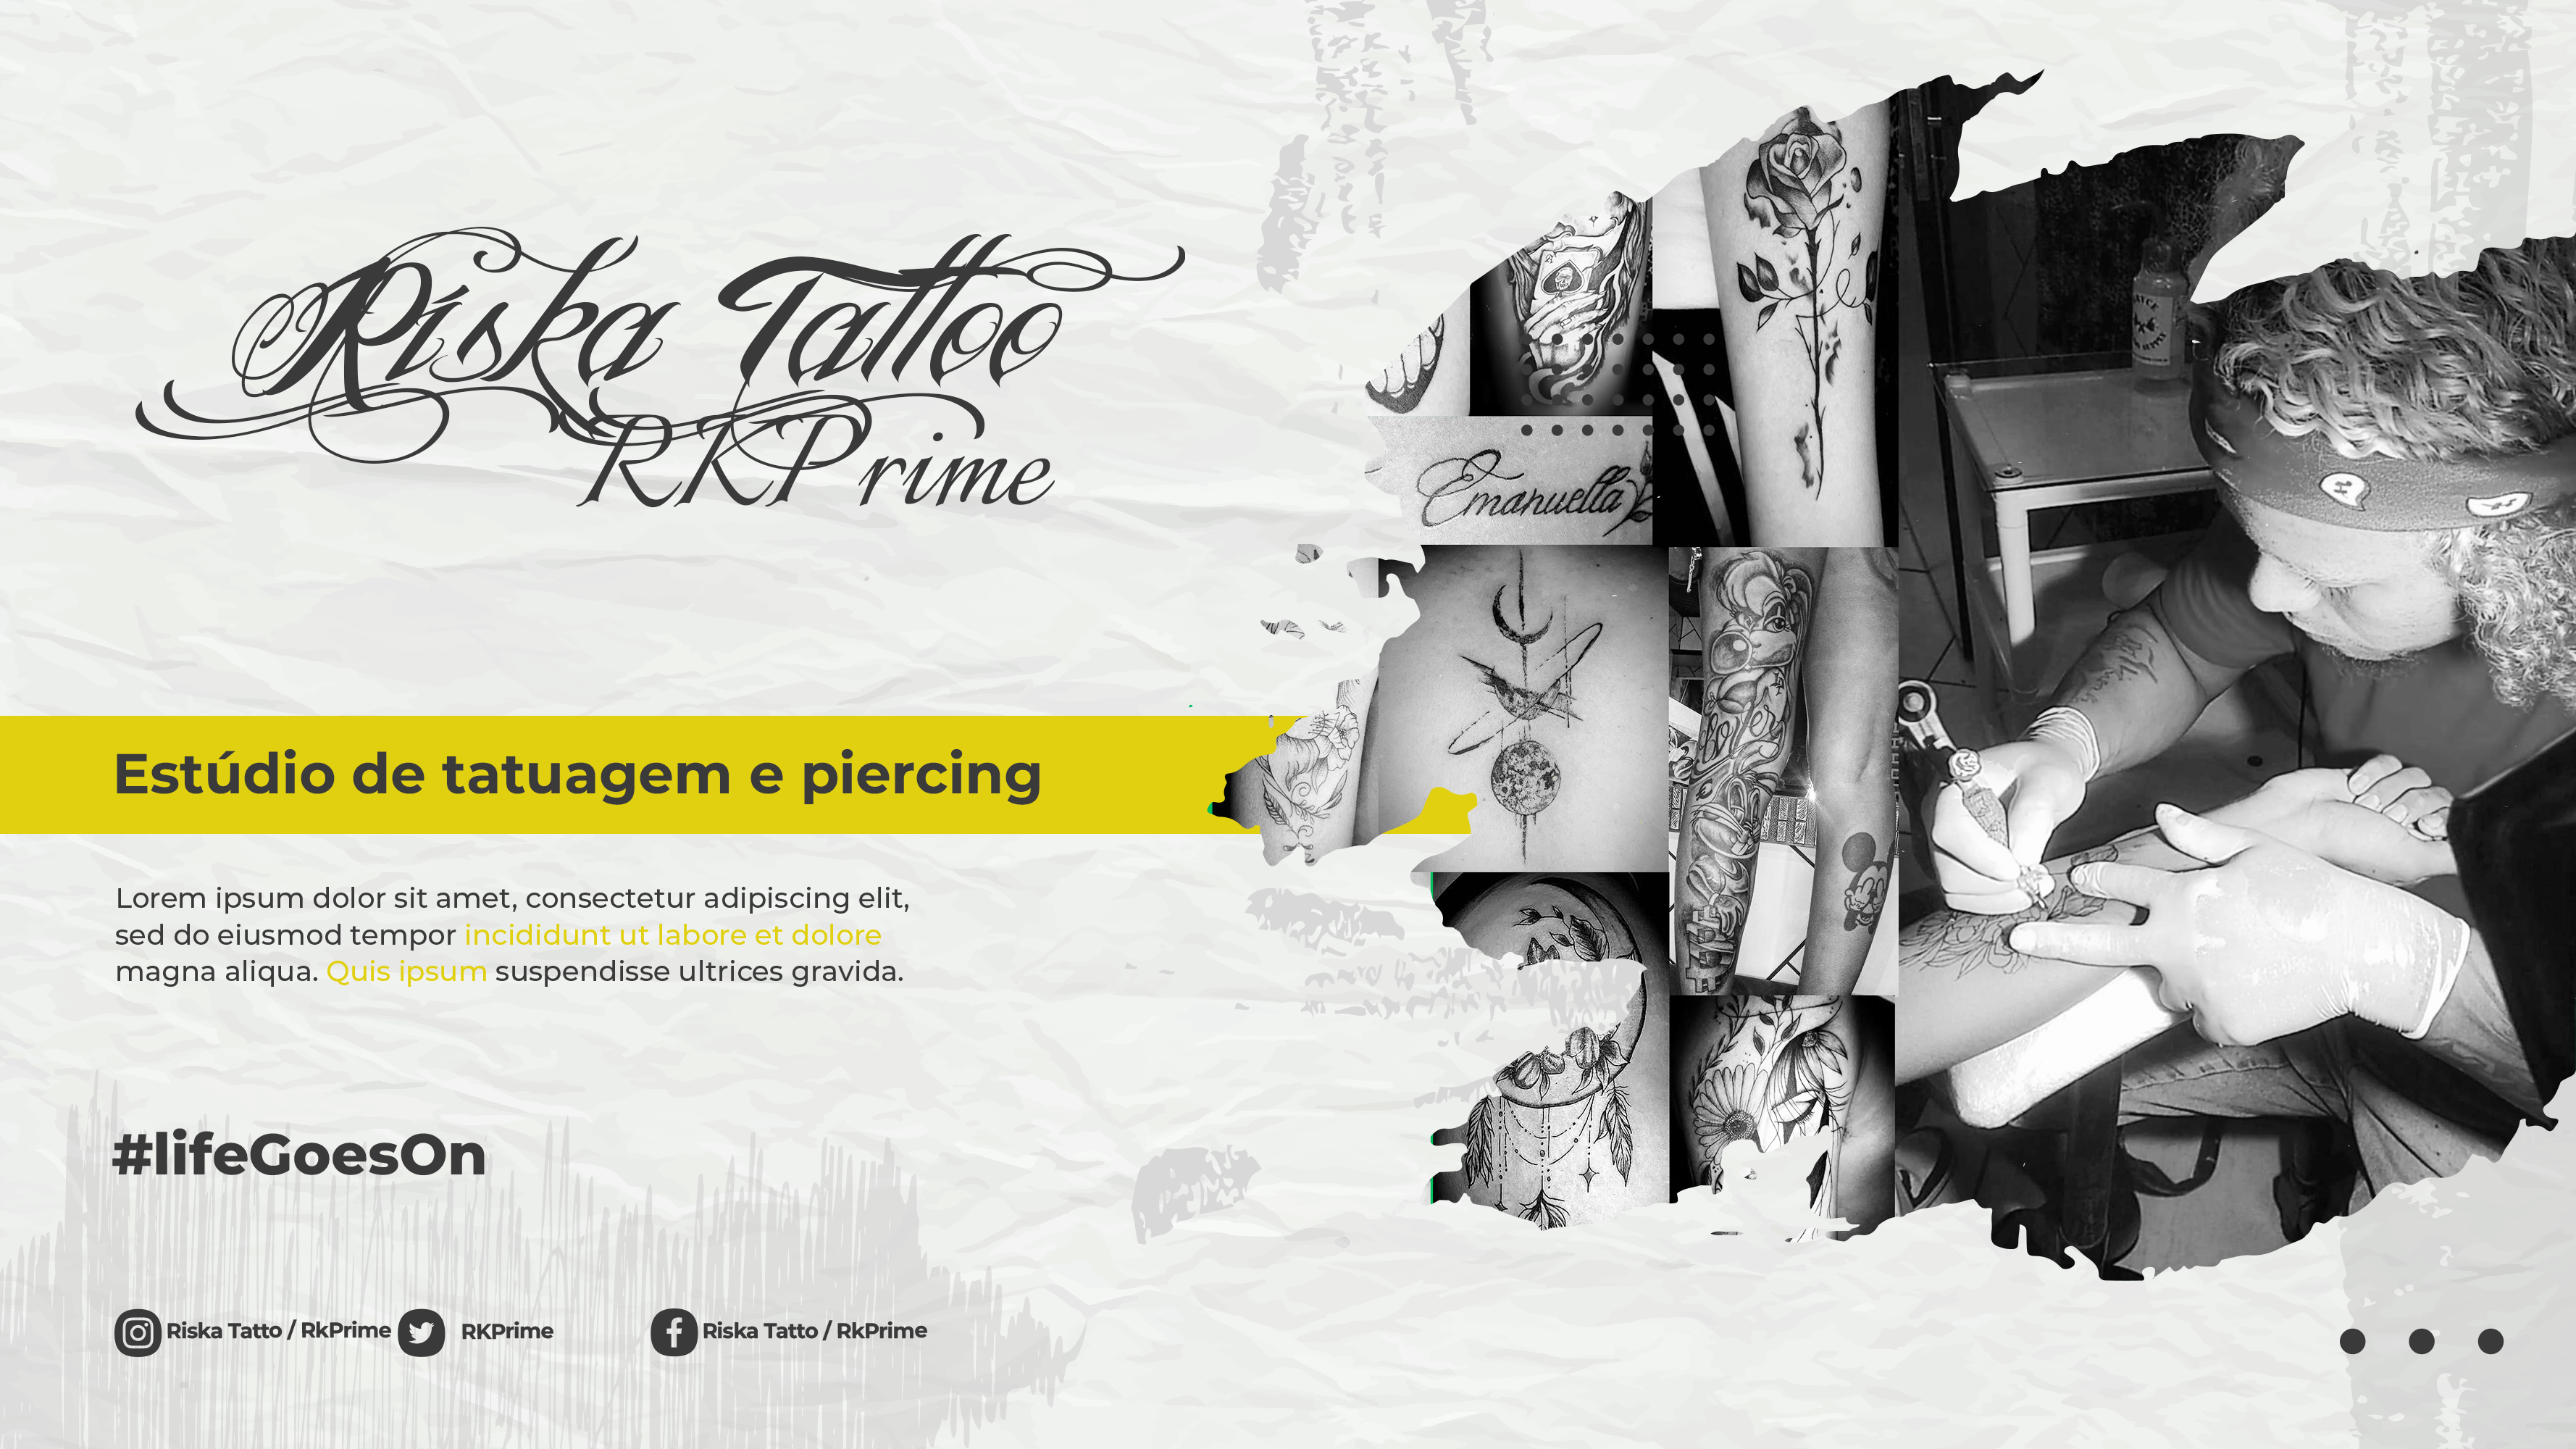 Riska Tattoo
RKPrime
Emanuella
Estúdio de tatuagem e piercing
Lorem ipsum dolor sit amet, consectetur adipiscing elit,
sed do eiusmod tempor incididunt ut labore et dolore
magna aliqua. Quis ipsum suspendisse ultrices gravida.
#lifeGoesOn
Riska Tatto / RkPrime
RKPrime
Riska Tatto / RkPrime